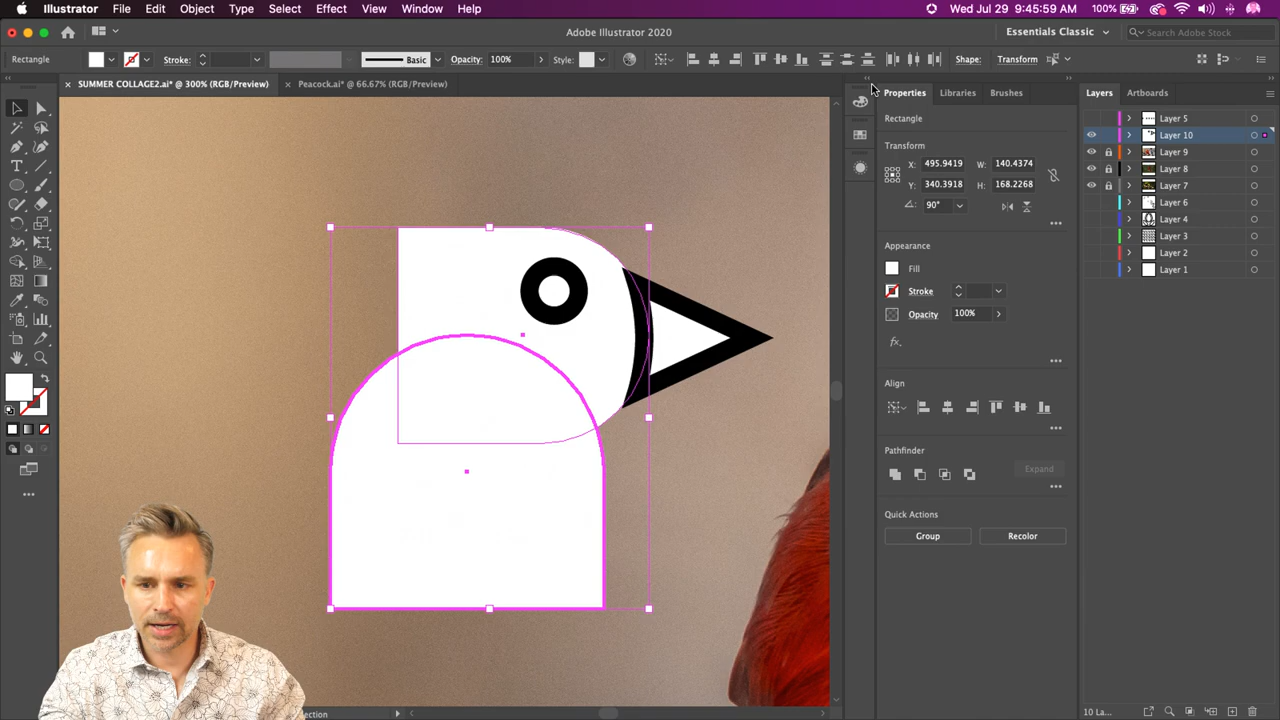 Illustrator File Edit Object Type Select Effect View Window Help 100% Wed Jul 29 9:45:59 AM
Adobe Illustrator 2020 Essentials Classic Search Adobe Stock
Rectangle Stroke: Basic Opacity: 100% Style: Shape: Transform
× SUMMER COLLAGE2.ai* @ 300% (RGB/Preview) × Peacock.ai* @ 66.67% (RGB/Preview)
Properties Libraries Brushes
Rectangle
Transform
X: 495.9419 W: 140.4374
Y: 340.3918 H: 168.2268
90°
Appearance
Fill
Stroke
Opacity 100%
fx.
Align
Pathfinder
Expand
Quick Actions
Group Recolor
Layers Artboards
Layer 5
Layer 10
Layer 9
Layer 8
Layer 7
Layer 6
Layer 4
Layer 3
Layer 2
Layer 1
10 La...
lection